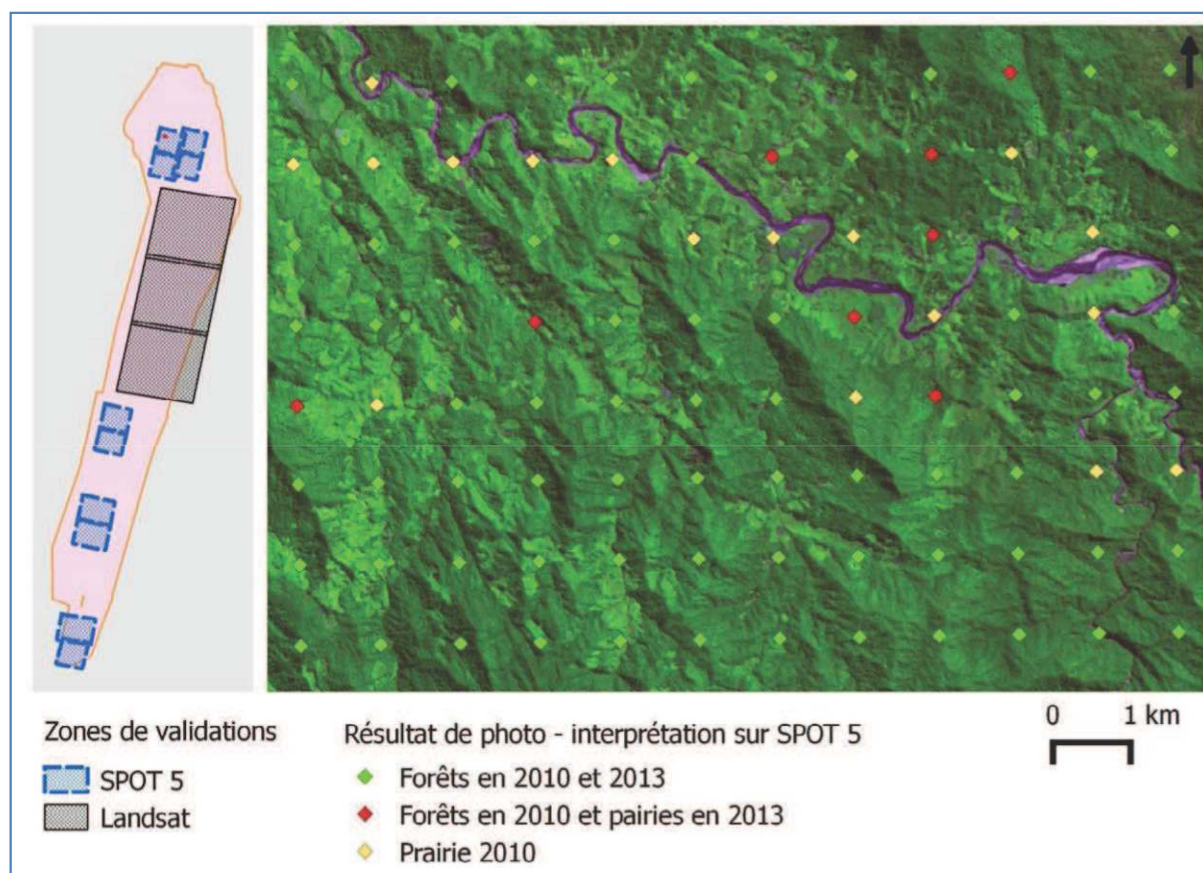 Zones de validations
SPOT 5
Landsat
Résultat de photo - interprétation sur SPOT 5
Forêts en 2010 et 2013
Forêts en 2010 et pairies en 2013
Prairie 2010
0 1 km